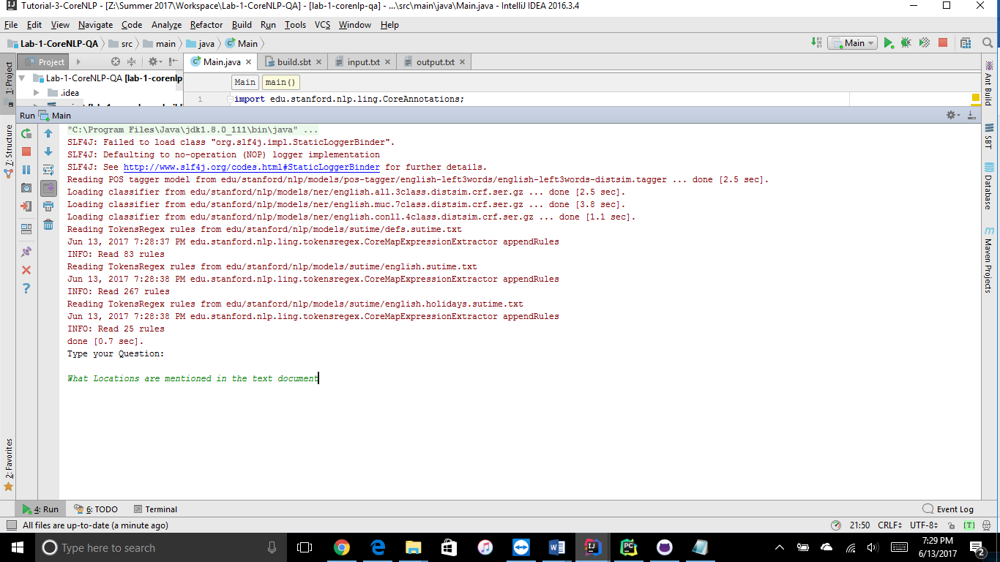 Tutorial-3-CoreNLP - [Z:\Summer 2017\Workspace\Lab-1-CoreNLP-QA] - [lab-1-corenlp-qa] - ...\src\main\java\Main.java - IntelliJ IDEA 2016.3.4
File Edit View Navigate Code Analyze Refactor Build Run Tools VCS Window Help
Lab-1-CoreNLP-QA src main java Main
Main
Project
Main.java build.sbt input.txt output.txt
Lab-1-CoreNLP-QA [lab-1-corenlp
Main main()
.idea
1 import edu.stanford.nlp.ling.CoreAnnotations;
Run Main
"C:\Program Files\Java\jdk1.8.0_111\bin\java" ...
SLF4J: Failed to load class "org.slf4j.impl.StaticLoggerBinder".
SLF4J: Defaulting to no-operation (NOP) logger implementation
SLF4J: See http://www.slf4j.org/codes.html#StaticLoggerBinder for further details.
Reading POS tagger model from edu/stanford/nlp/models/pos-tagger/english-left3words/english-left3words-distsim.tagger ... done [2.5 sec].
Loading classifier from edu/stanford/nlp/models/ner/english.all.3class.distsim.crf.ser.gz ... done [2.5 sec].
Loading classifier from edu/stanford/nlp/models/ner/english.muc.7class.distsim.crf.ser.gz ... done [3.8 sec].
Loading classifier from edu/stanford/nlp/models/ner/english.conll.4class.distsim.crf.ser.gz ... done [1.1 sec].
Reading TokensRegex rules from edu/stanford/nlp/models/sutime/defs.sutime.txt
Jun 13, 2017 7:28:37 PM edu.stanford.nlp.ling.tokensregex.CoreMapExpressionExtractor appendRules
INFO: Read 83 rules
Reading TokensRegex rules from edu/stanford/nlp/models/sutime/english.sutime.txt
Jun 13, 2017 7:28:38 PM edu.stanford.nlp.ling.tokensregex.CoreMapExpressionExtractor appendRules
INFO: Read 267 rules
Reading TokensRegex rules from edu/stanford/nlp/models/sutime/english.holidays.sutime.txt
Jun 13, 2017 7:28:38 PM edu.stanford.nlp.ling.tokensregex.CoreMapExpressionExtractor appendRules
INFO: Read 25 rules
done [0.7 sec].
Type your Question:
What Locations are mentioned in the text document
1: Project
7: Structure
2: Favorites
Ant Build
SBT
Database
Maven Projects
4: Run 6: TODO Terminal Event Log
All files are up-to-date (a minute ago) 21:50 CRLF UTF-8 [T]
Type here to search
7:29 PM
6/13/2017
2